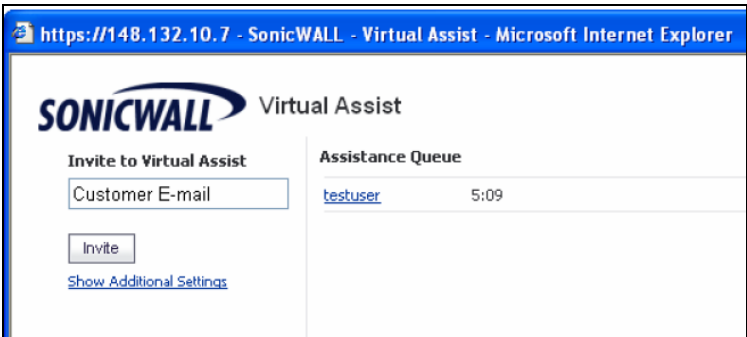 https://148.132.10.7 - SonicWALL - Virtual Assist - Microsoft Internet Explorer
SONICWALL Virtual Assist
Invite to Virtual Assist
Customer E-mail
Invite
Show Additional Settings
Assistance Queue
testuser 5:09